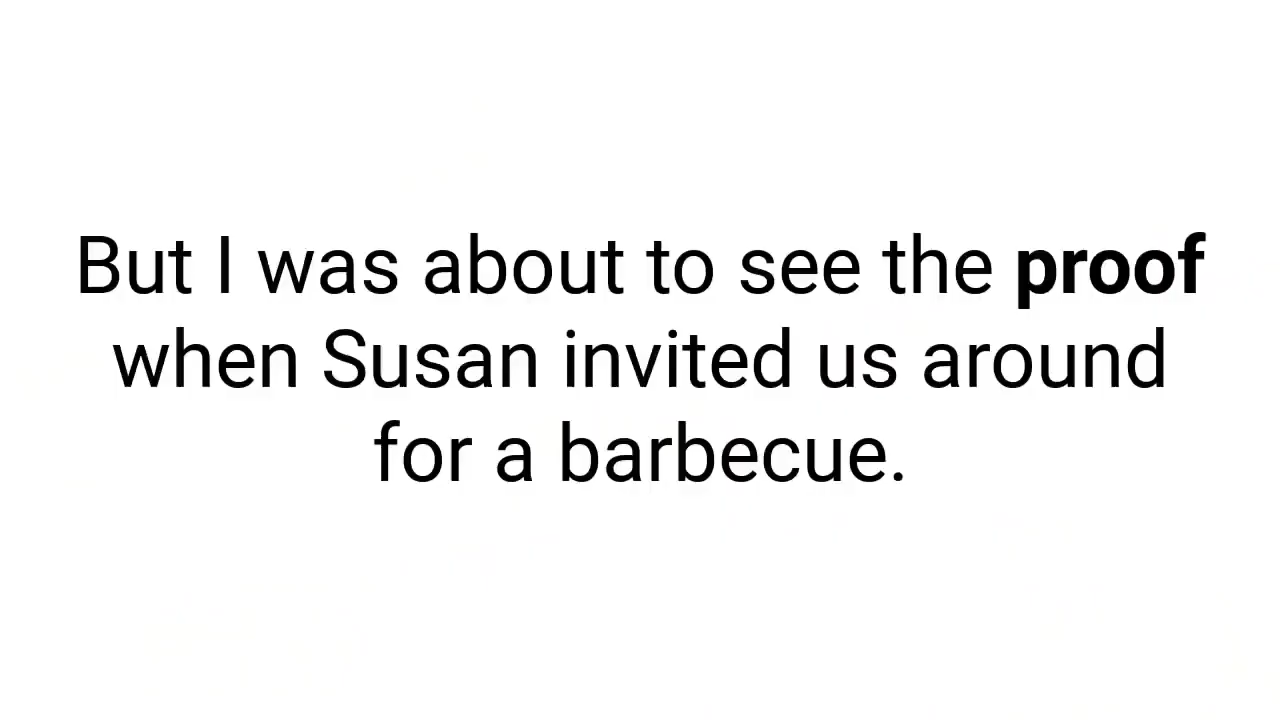 But I was about to see the proof
when Susan invited us around
for a barbecue.